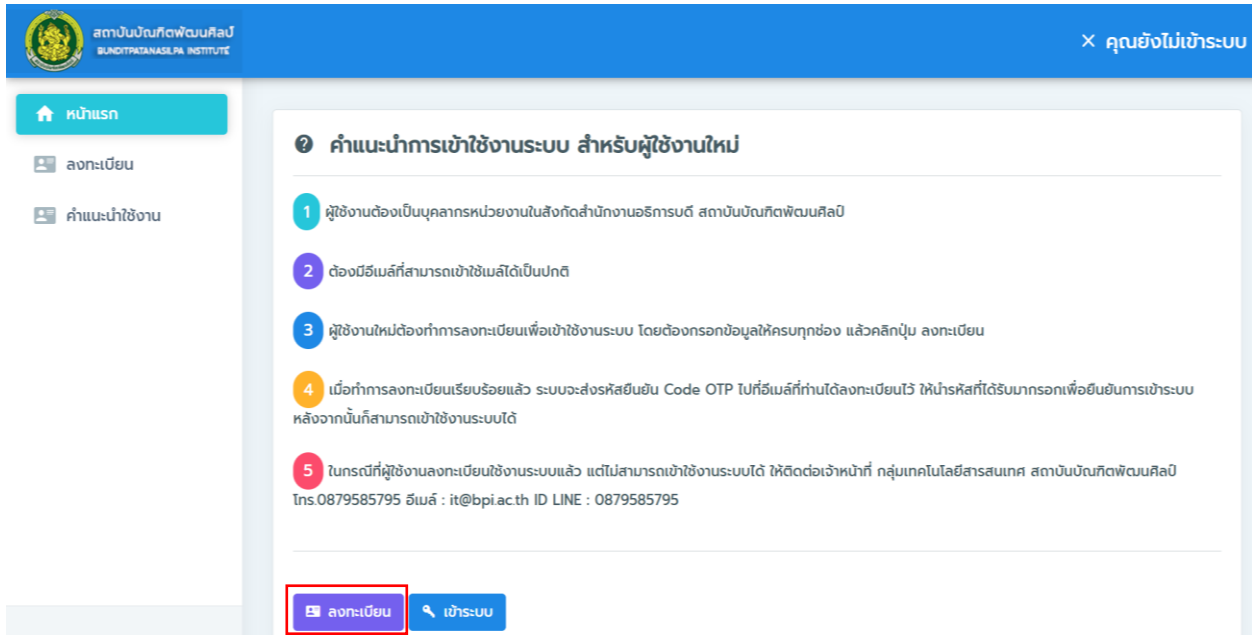 สถาบันบัณฑิตพัฒนศิลป์
BUNDITPATANASILPA INSTITUTE
× คุณยังไม่เข้าระบบ
หน้าแรก
ลงทะเบียน
คำแนะนำใช้งาน
คำแนะนำการเข้าใช้งานระบบ สำหรับผู้ใช้งานใหม่
1 ผู้ใช้งานต้องเป็นบุคลากรหน่วยงานในสังกัดสำนักงานอธิการบดี สถาบันบัณฑิตพัฒนศิลป์
2 ต้องมีอีเมล์ที่สามารถเข้าใช้เมล์ได้เป็นปกติ
3 ผู้ใช้งานใหม่ต้องทำการลงทะเบียนเพื่อเข้าใช้งานระบบ โดยต้องกรอกข้อมูลให้ครบทุกช่อง แล้วคลิกปุ่ม ลงทะเบียน
4 เมื่อทำการลงทะเบียนเรียบร้อยแล้ว ระบบจะส่งรหัสยืนยัน Code OTP ไปที่อีเมล์ที่ท่านได้ลงทะเบียนไว้ ให้นำรหัสที่ได้รับมากรอกเพื่อยืนยันการเข้าระบบ
หลังจากนั้นก็สามารถเข้าใช้งานระบบได้
5 ในกรณีที่ผู้ใช้งานลงทะเบียนใช้งานระบบแล้ว แต่ไม่สามารถเข้าใช้งานระบบได้ ให้ติดต่อเจ้าหน้าที่ กลุ่มเทคโนโลยีสารสนเทศ สถาบันบัณฑิตพัฒนศิลป์
โทร.0879585795 อีเมล์ : it@bpi.ac.th ID LINE : 0879585795
ลงทะเบียน
เข้าระบบ